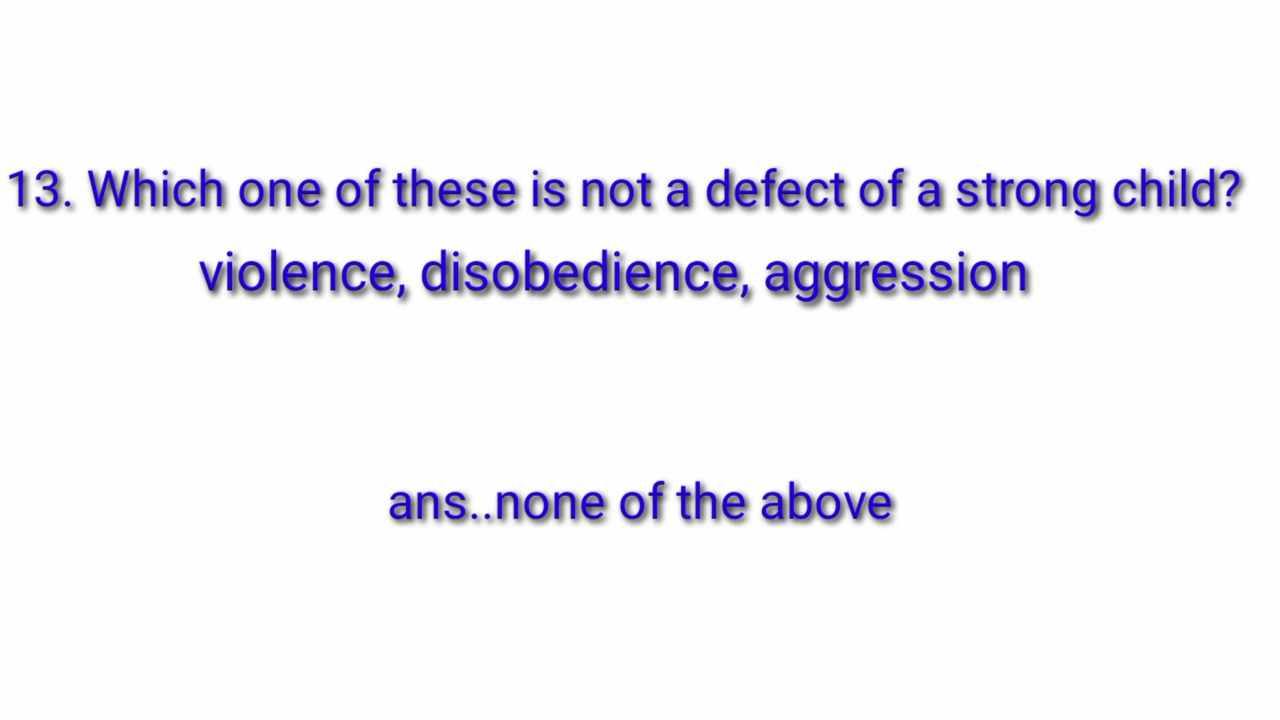 13. Which one of these is not a defect of a strong child?
violence, disobedience, aggression
ans..none of the above